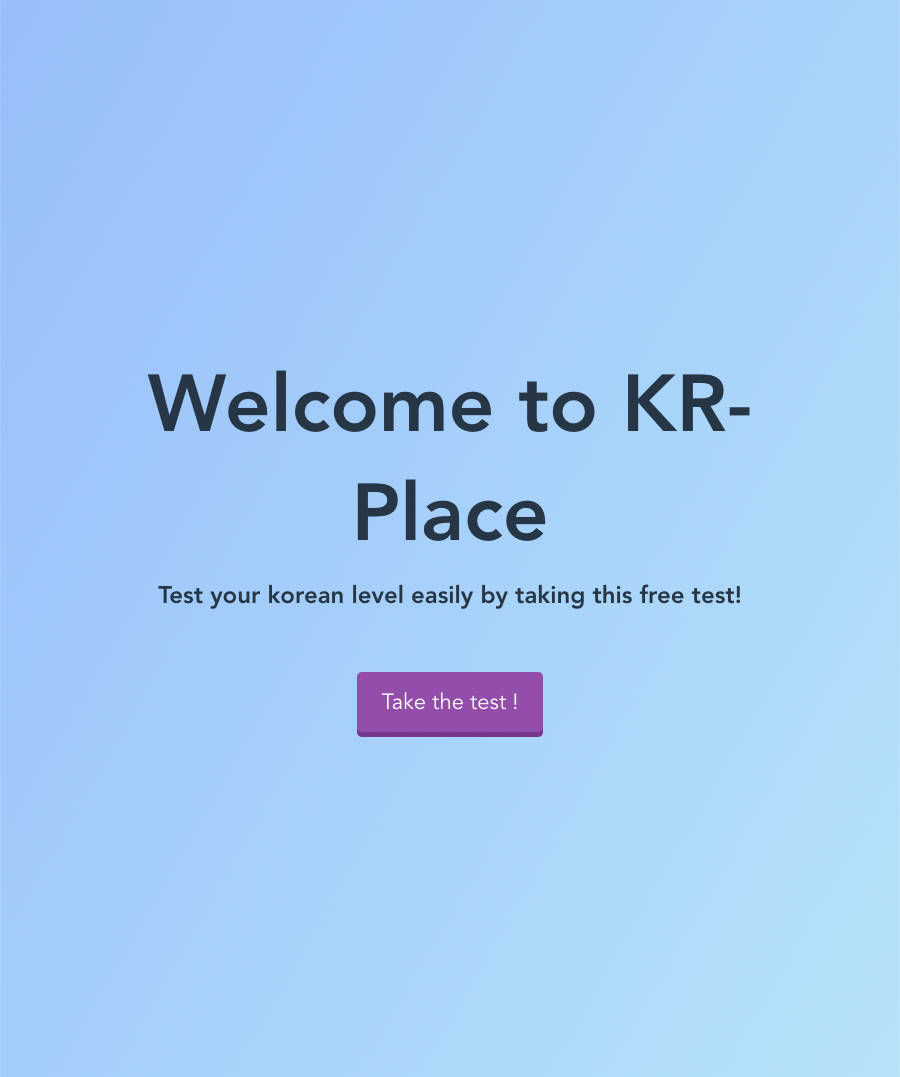 Welcome to KR-
Place
Test your korean level easily by taking this free test!
Take the test !